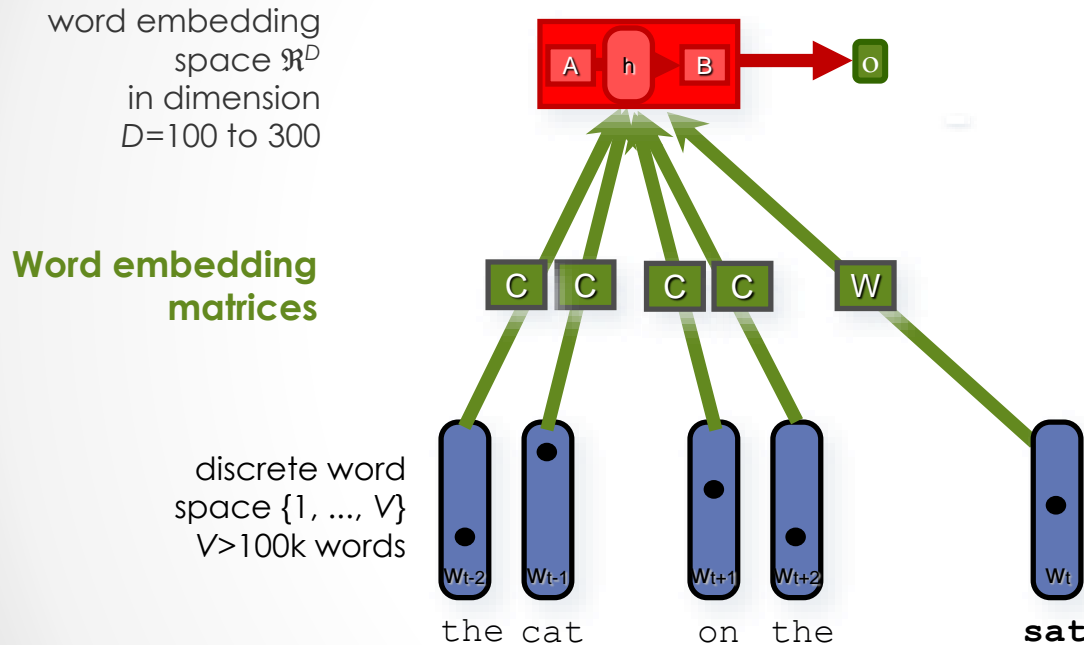 word embedding
space ℜᴰ
in dimension
D=100 to 300
A h B o
Word embedding
matrices
C C C C W
discrete word
space {1, ..., V}
V>100k words
wt-2 wt-1 wt+1 wt+2 wt
the cat on the sat